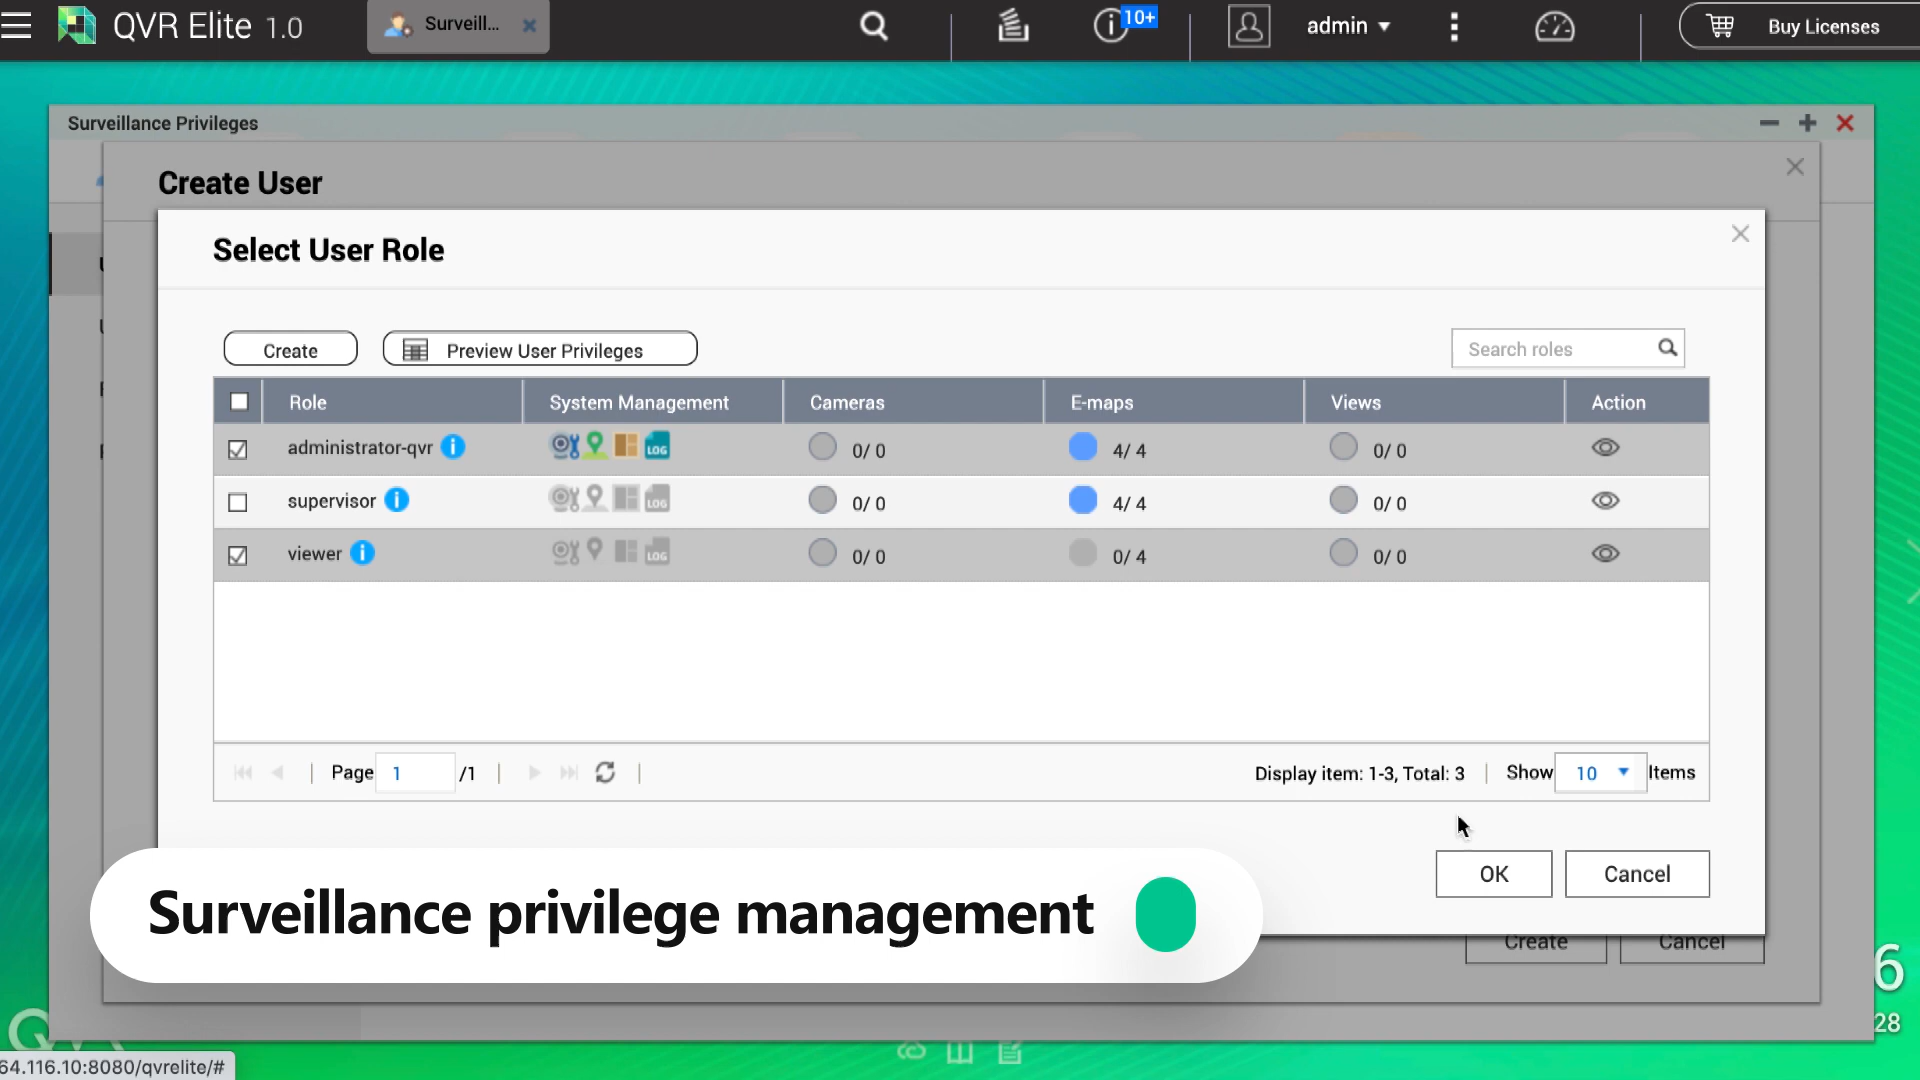 QVR Elite 1.0
Surveill...
10+
admin
Buy Licenses
Surveillance Privileges
Create User
Select User Role
Create
Preview User Privileges
Search roles
Role
System Management
Cameras
E-maps
Views
Action
administrator-qvr
LOG
0/ 0
4/ 4
0/ 0
supervisor
LOG
0/ 0
4/ 4
0/ 0
viewer
LOG
0/ 0
0/ 4
0/ 0
Page 1 /1
Display item: 1-3, Total: 3
Show 10 Items
OK
Cancel
Surveillance privilege management
Create
Cancel
6
28
64.116.10:8080/qvrelite/#